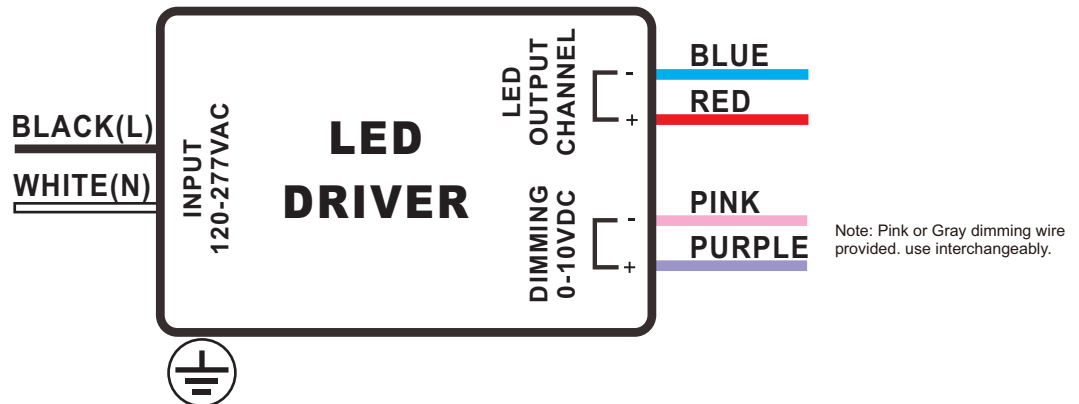 BLACK(L)
WHITE(N)
INPUT
120-277VAC
LED
DRIVER
LED
OUTPUT
CHANNEL
-
+
BLUE
RED
DIMMING
0-10VDC
-
+
PINK
PURPLE
Note: Pink or Gray dimming wire
provided. use interchangeably.